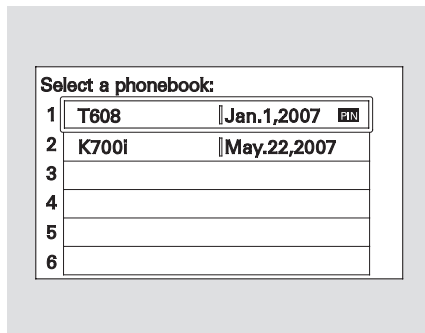 Select a phonebook:
1 T608 Jan.1,2007 PIN
2 K700i May.22,2007
3
4
5
6